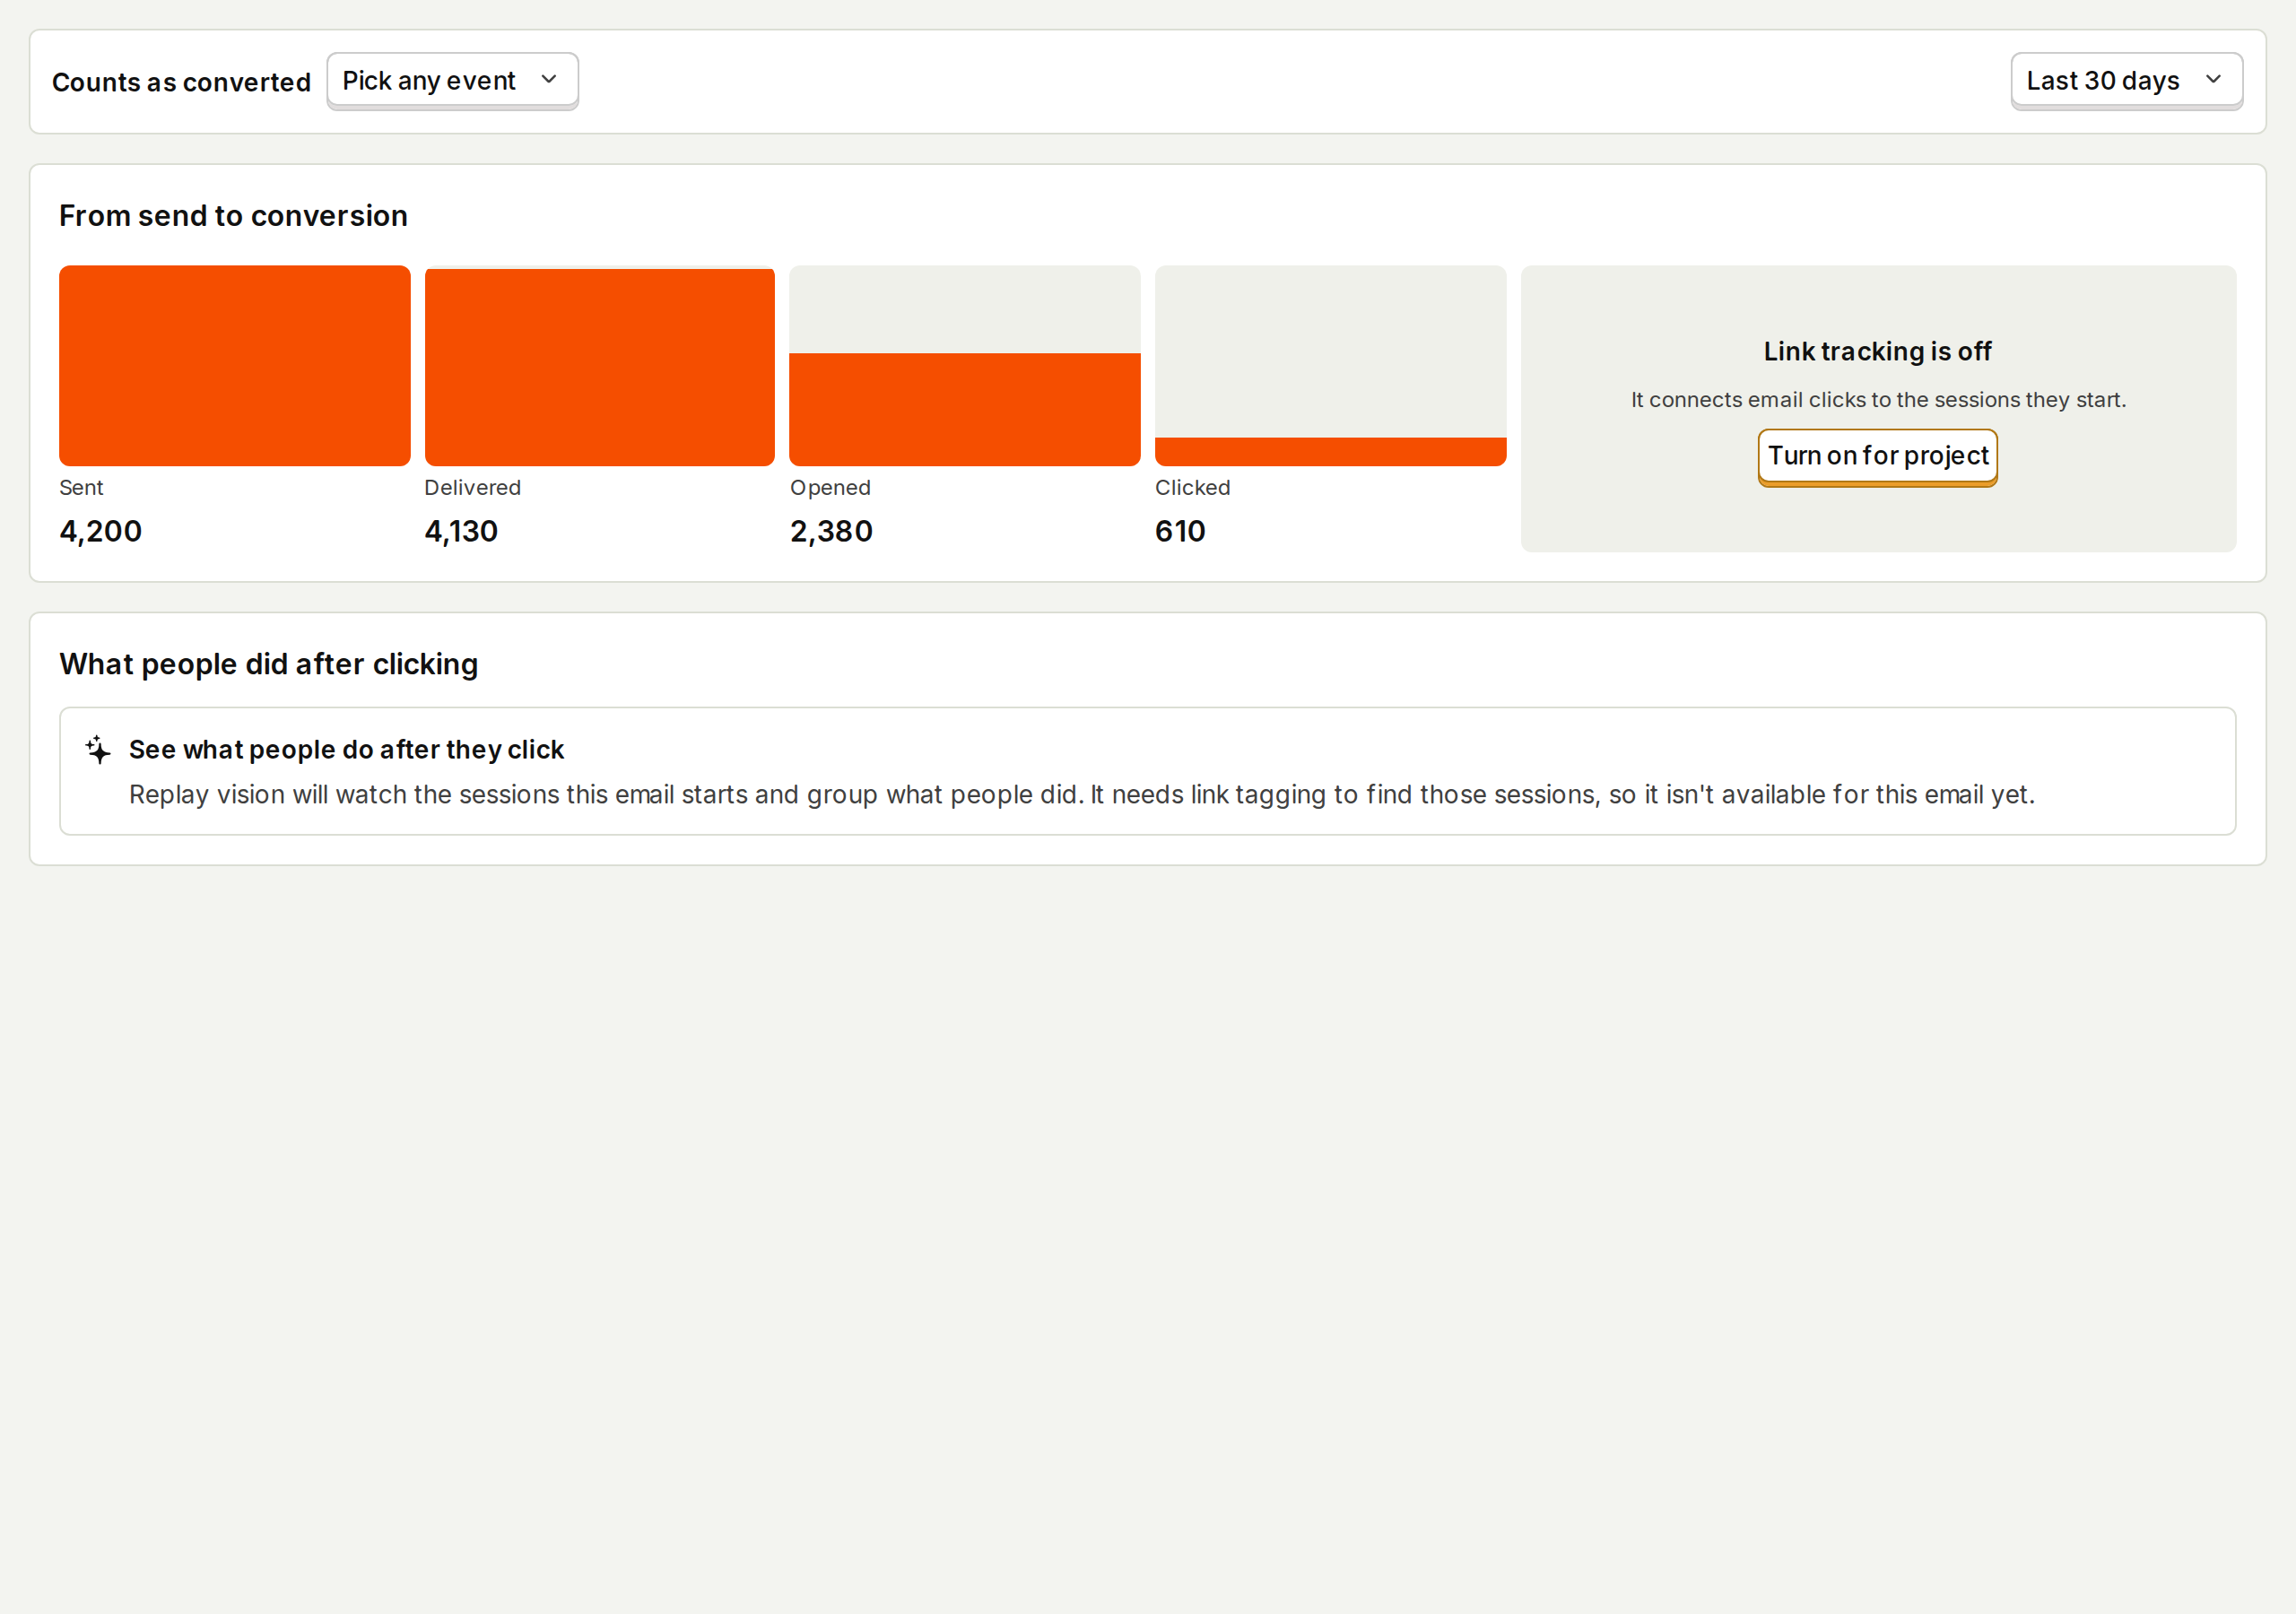 Counts as converted Pick any event Last 30 days
From send to conversion
Link tracking is off
It connects email clicks to the sessions they start.
Turn on for project
Sent Delivered Opened Clicked
4,200 4,130 2,380 610
What people did after clicking
See what people do after they click
Replay vision will watch the sessions this email starts and group what people did. It needs link tagging to find those sessions, so it isn't available for this email yet.